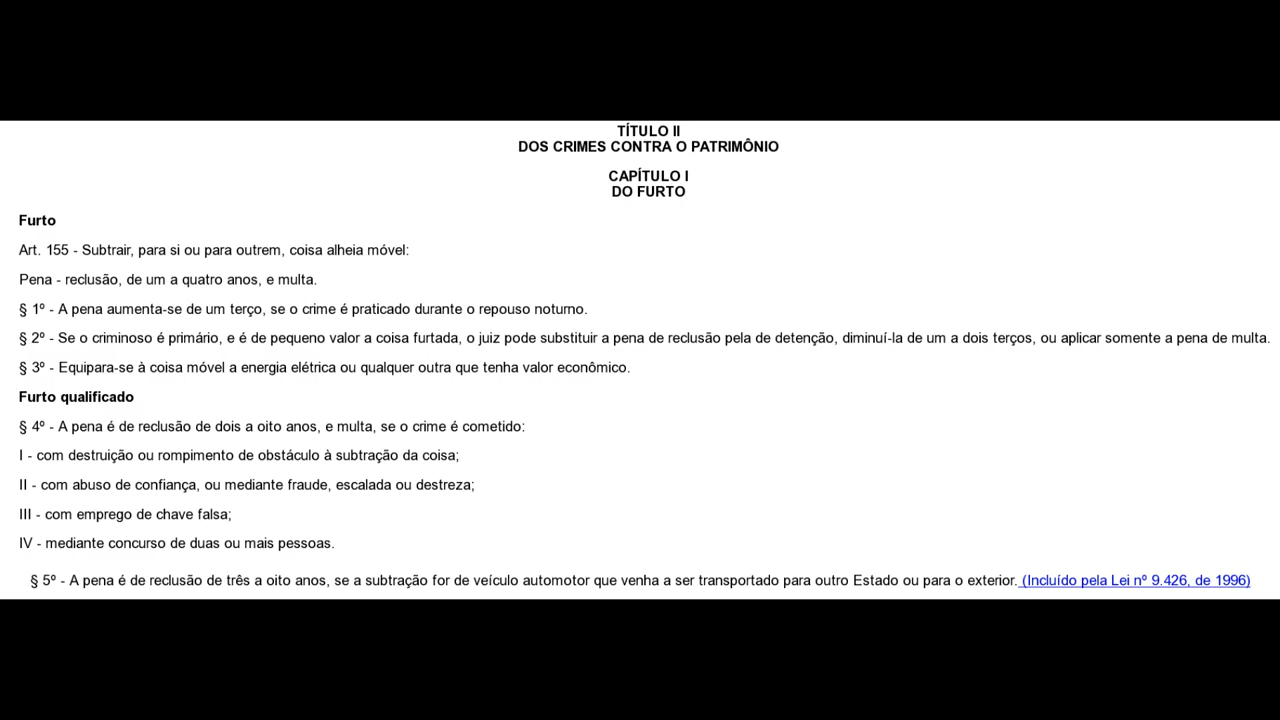 TÍTULO II
DOS CRIMES CONTRA O PATRIMÔNIO
CAPÍTULO I
DO FURTO
Furto
Art. 155 - Subtrair, para si ou para outrem, coisa alheia móvel:
Pena - reclusão, de um a quatro anos, e multa.
§ 1º - A pena aumenta-se de um terço, se o crime é praticado durante o repouso noturno.
§ 2º - Se o criminoso é primário, e é de pequeno valor a coisa furtada, o juiz pode substituir a pena de reclusão pela de detenção, diminuí-la de um a dois terços, ou aplicar somente a pena de multa.
§ 3º - Equipara-se à coisa móvel a energia elétrica ou qualquer outra que tenha valor econômico.
Furto qualificado
§ 4º - A pena é de reclusão de dois a oito anos, e multa, se o crime é cometido:
I - com destruição ou rompimento de obstáculo à subtração da coisa;
II - com abuso de confiança, ou mediante fraude, escalada ou destreza;
III - com emprego de chave falsa;
IV - mediante concurso de duas ou mais pessoas.
§ 5º - A pena é de reclusão de três a oito anos, se a subtração for de veículo automotor que venha a ser transportado para outro Estado ou para o exterior. (Incluído pela Lei nº 9.426, de 1996)